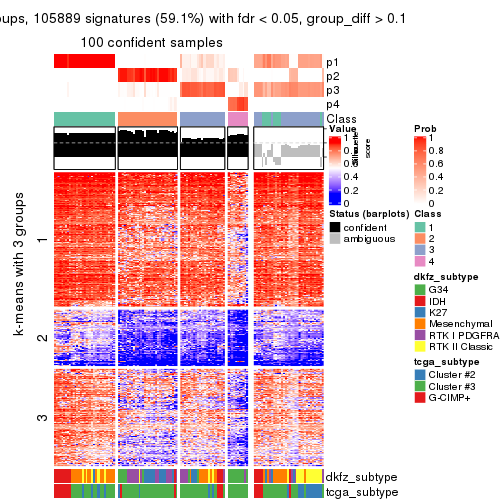 oups, 105889 signatures (59.1%) with fdr < 0.05, group_diff > 0.1
100 confident samples
p1
p2
p3
p4
Class
Silhouette
score
k-means with 3 groups
1
2
3
dkfz_subtype
tcga_subtype
Value
1
0.8
0.6
0.4
0.2
0
Prob
1
0.8
0.6
0.4
0.2
0
Status (barplots)
confident
ambiguous
Class
1
2
3
4
dkfz_subtype
G34
IDH
K27
Mesenchymal
RTK I PDGFRA
RTK II Classic
tcga_subtype
Cluster #2
Cluster #3
G-CIMP+